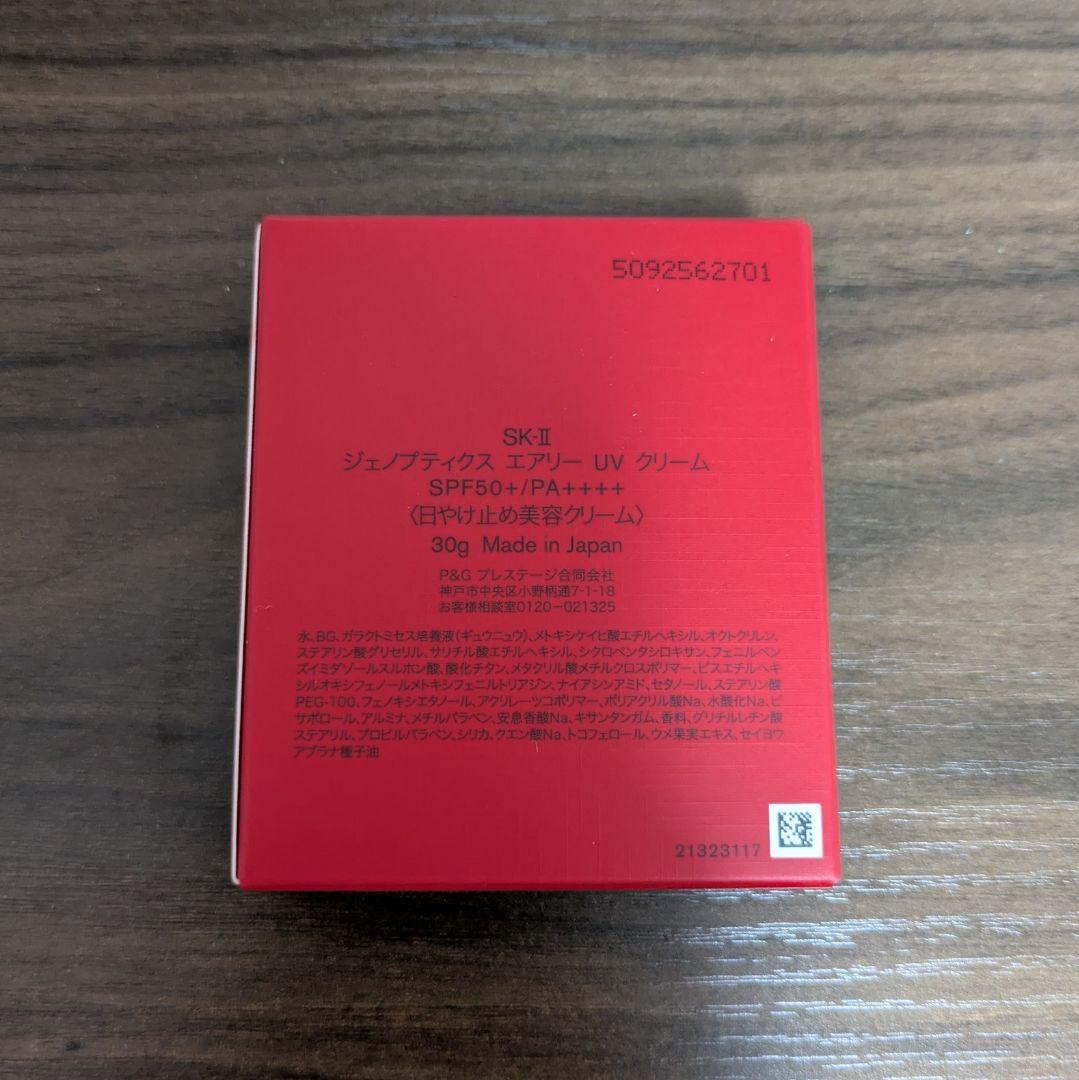 5092562701
SK-Ⅱ
ジェノプティクス エアリー UV クリーム
SPF50+/PA++++
〈日やけ止め美容クリーム〉
30g Made in Japan
P&G プレステージ合同会社
神戸市中央区小野柄通7-1-18
お客様相談室0120-021325
水、BG、ガラクトミセス培養液(ギュウニュウ)、メトキシケイヒ酸エチルヘキシル、オクトクリレン、
ステアリン酸グリセリル、サリチル酸エチルヘキシル、シクロペンタシロキサン、フェニルベン
ズイミダゾールスルホン酸、酸化チタン、メタクリル酸メチルクロスポリマー、ビスエチルヘキ
シルオキシフェノールメトキシフェニルトリアジン、ナイアシンアミド、セタノール、ステアリン酸
PEG-100、フェノキシエタノール、アクリレーツコポリマー、ポリアクリル酸Na、水酸化Na、ビ
サボロール、アルミナ、メチルパラベン、安息香酸Na、キサンタンガム、香料、グリチルレチン酸
ステアリル、プロピルパラベン、シリカ、クエン酸Na、トコフェロール、ウメ果実エキス、セイヨウ
アブラナ種子油
21323117